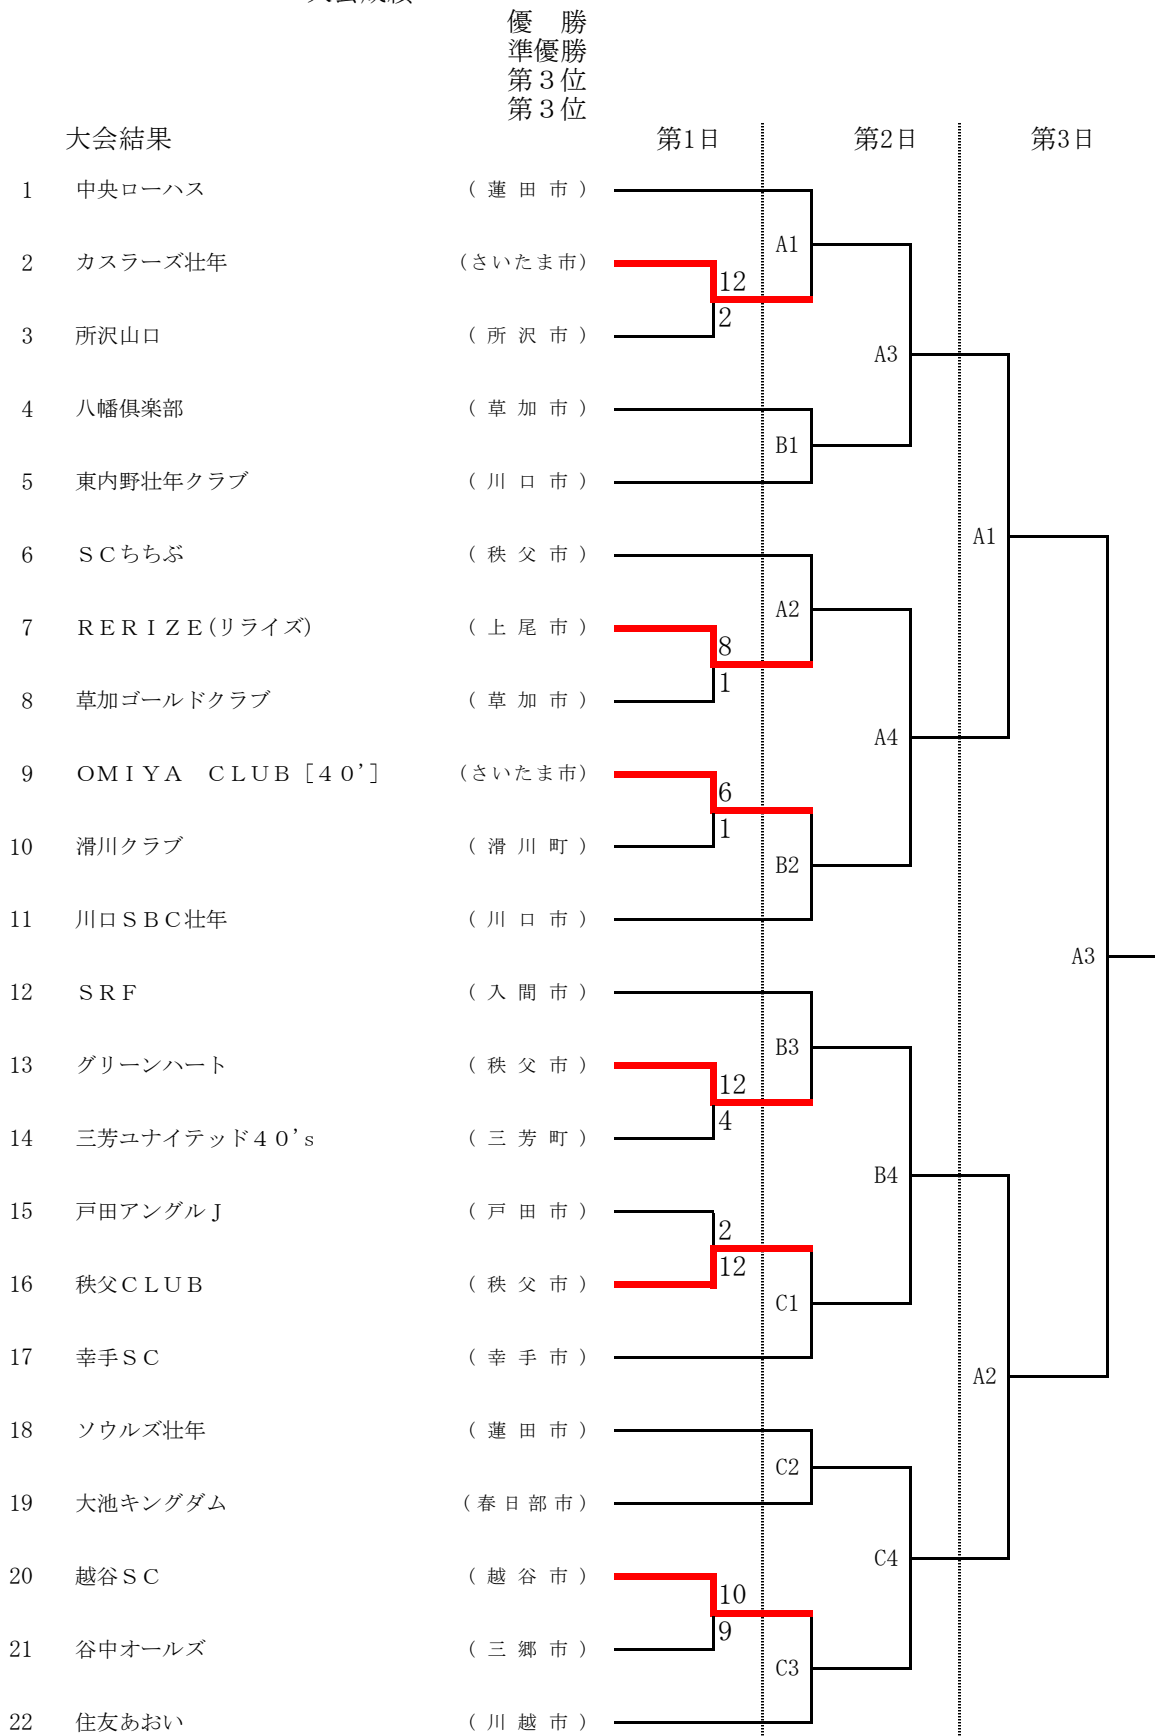 優　勝
準優勝
第３位
第３位
大会結果 第1日 第2日 第3日
1 中央ローハス (蓮田市)
A1
2 カスラーズ壮年 (さいたま市)
12
2
3 所沢山口 (所沢市)
A3
4 八幡倶楽部 (草加市)
B1
5 東内野壮年クラブ (川口市)
A1
6 ＳＣちちぶ (秩父市)
A2
7 ＲＥＲＩＺＥ(リライズ) (上尾市)
8
1
8 草加ゴールドクラブ (草加市)
A4
9 ＯＭＩＹＡ　ＣＬＵＢ［４０’］ (さいたま市)
6
1
10 滑川クラブ (滑川町)
B2
11 川口ＳＢＣ壮年 (川口市)
A3
12 ＳＲＦ (入間市)
B3
13 グリーンハート (秩父市)
12
4
14 三芳ユナイテッド４０’s (三芳町)
B4
15 戸田アングルＪ (戸田市)
2
12
16 秩父ＣＬＵＢ (秩父市)
C1
17 幸手ＳＣ (幸手市)
A2
18 ソウルズ壮年 (蓮田市)
C2
19 大池キングダム (春日部市)
C4
20 越谷ＳＣ (越谷市)
10
9
21 谷中オールズ (三郷市)
C3
22 住友あおい (川越市)